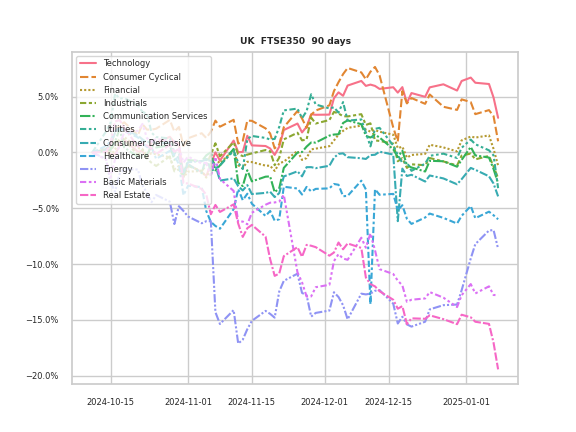 UK FTSE350 90 days
Technology
Consumer Cyclical
Financial
Industrials
Communication Services
Utilities
Consumer Defensive
Healthcare
Energy
Basic Materials
Real Estate
5.0%
0.0%
−5.0%
−10.0%
−15.0%
−20.0%
2024-10-15
2024-11-01
2024-11-15
2024-12-01
2024-12-15
2025-01-01